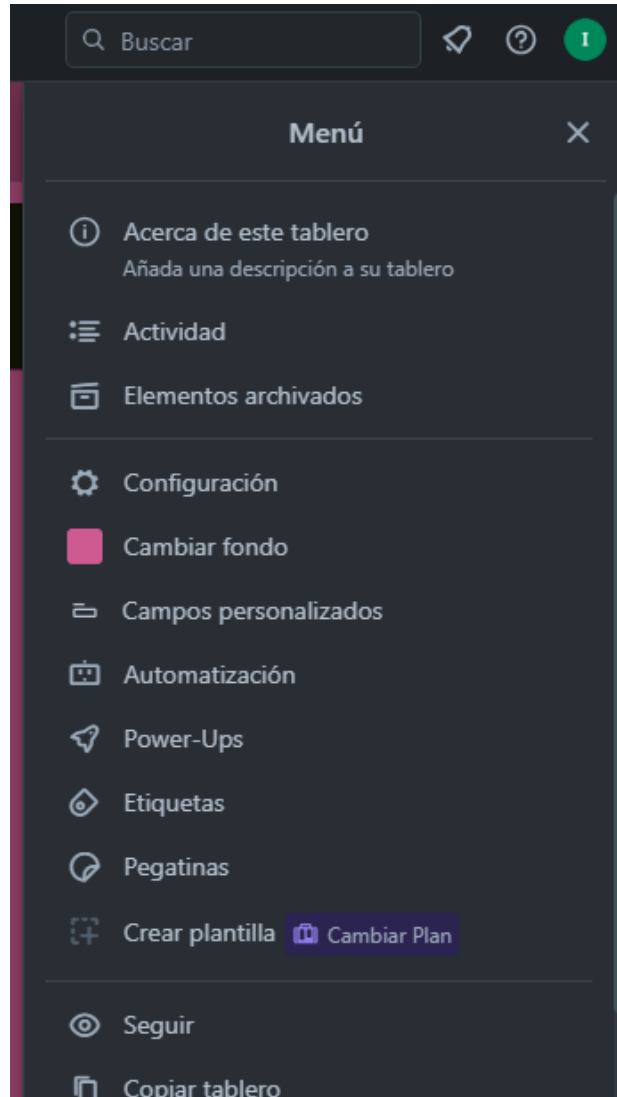 Buscar
I
Menú
Acerca de este tablero
Añada una descripción a su tablero
Actividad
Elementos archivados
Configuración
Cambiar fondo
Campos personalizados
Automatización
Power-Ups
Etiquetas
Pegatinas
Crear plantilla Cambiar Plan
Seguir
Copiar tablero